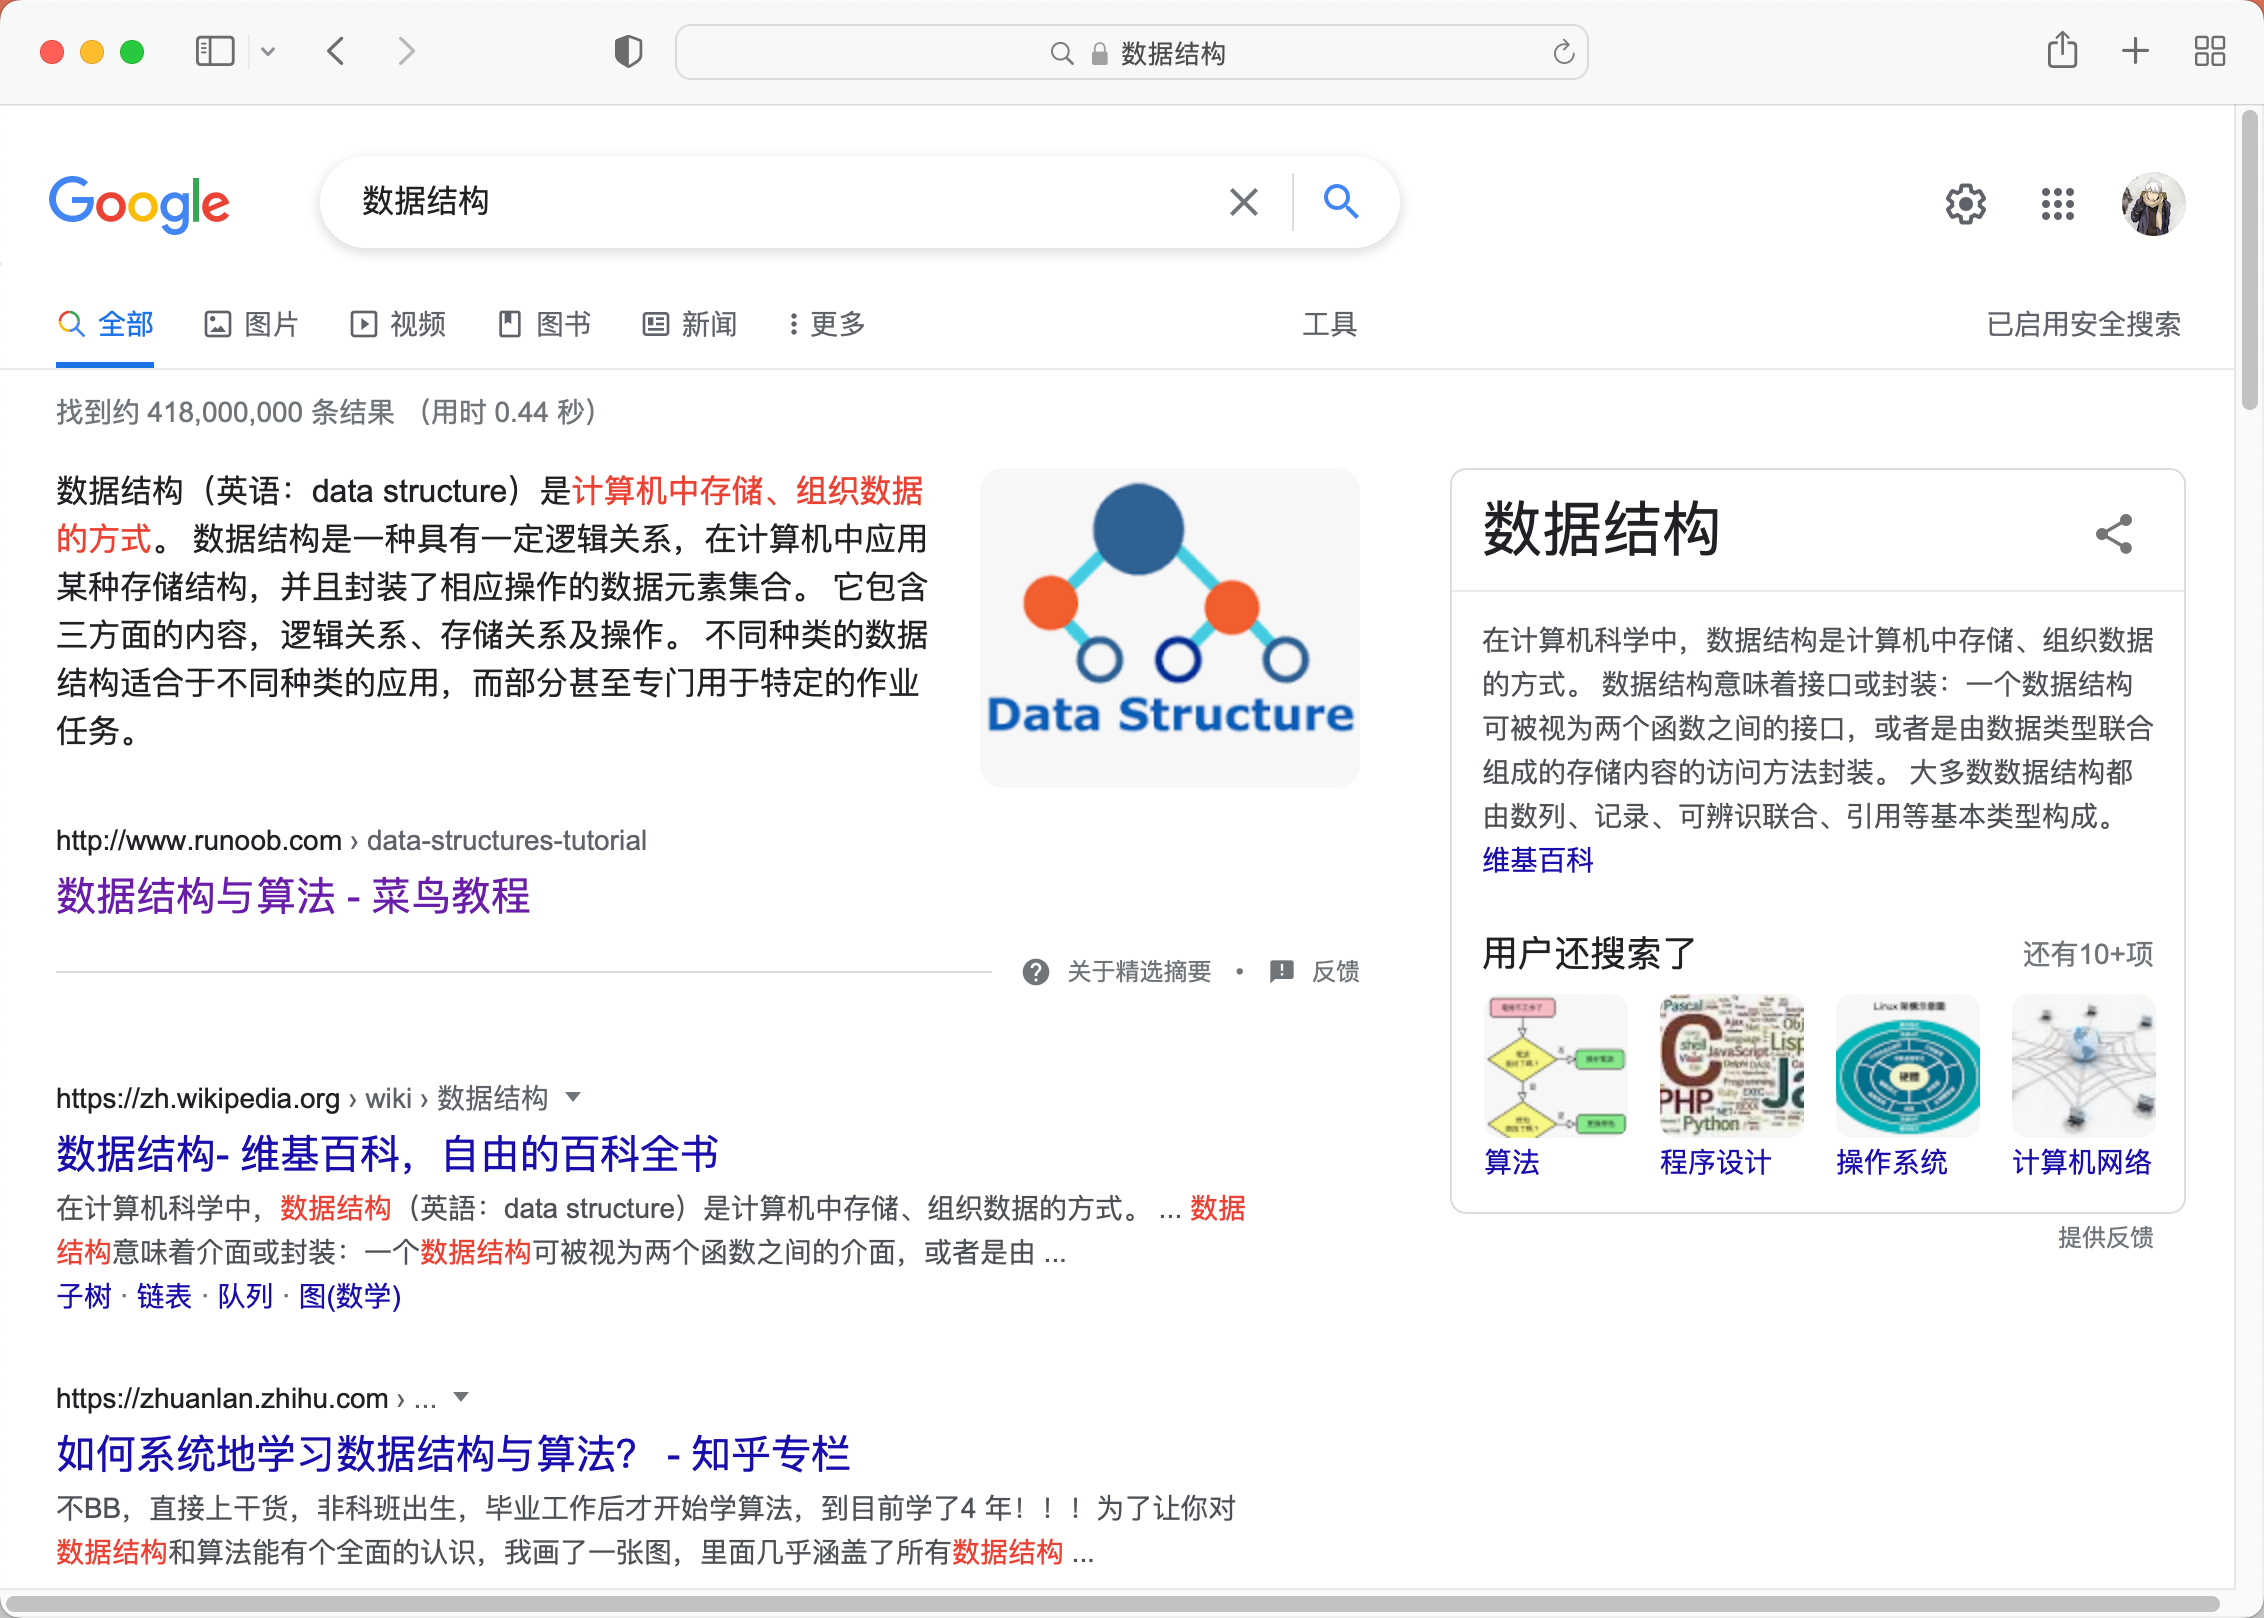 数据结构
Google
数据结构
全部
图片
视频
图书
新闻
更多
工具
已启用安全搜索
找到约 418,000,000 条结果 （用时 0.44 秒）
数据结构（英语：data structure）是计算机中存储、组织数据
的方式。 数据结构是一种具有一定逻辑关系，在计算机中应用
某种存储结构，并且封装了相应操作的数据元素集合。 它包含
三方面的内容，逻辑关系、存储关系及操作。 不同种类的数据
结构适合于不同种类的应用，而部分甚至专门用于特定的作业
任务。
Data Structure
http://www.runoob.com › data-structures-tutorial
数据结构与算法 - 菜鸟教程
关于精选摘要 • 反馈
https://zh.wikipedia.org › wiki › 数据结构
数据结构- 维基百科，自由的百科全书
在计算机科学中，数据结构（英語：data structure）是计算机中存储、组织数据的方式。 ... 数据
结构意味着介面或封装：一个数据结构可被视为两个函数之间的介面，或者是由 ...
子树 · 链表 · 队列 · 图(数学)
https://zhuanlan.zhihu.com › ...
如何系统地学习数据结构与算法？ - 知乎专栏
不BB，直接上干货，非科班出生，毕业工作后才开始学算法，到目前学了4 年！！！为了让你对
数据结构和算法能有个全面的认识，我画了一张图，里面几乎涵盖了所有数据结构 ...
数据结构
在计算机科学中，数据结构是计算机中存储、组织数据
的方式。 数据结构意味着接口或封装：一个数据结构
可被视为两个函数之间的接口，或者是由数据类型联合
组成的存储内容的访问方法封装。 大多数数据结构都
由数列、记录、可辨识联合、引用等基本类型构成。
维基百科
用户还搜索了
还有10+项
Pascal
C
shell
JavaScript
Lisp
PHP
Python
算法
程序设计
操作系统
计算机网络
提供反馈